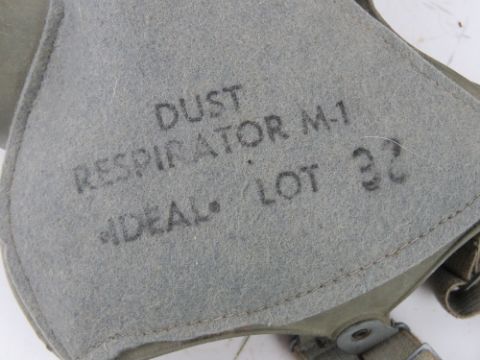 DUST
RESPIRATOR M-1
•IDEAL• LOT 32